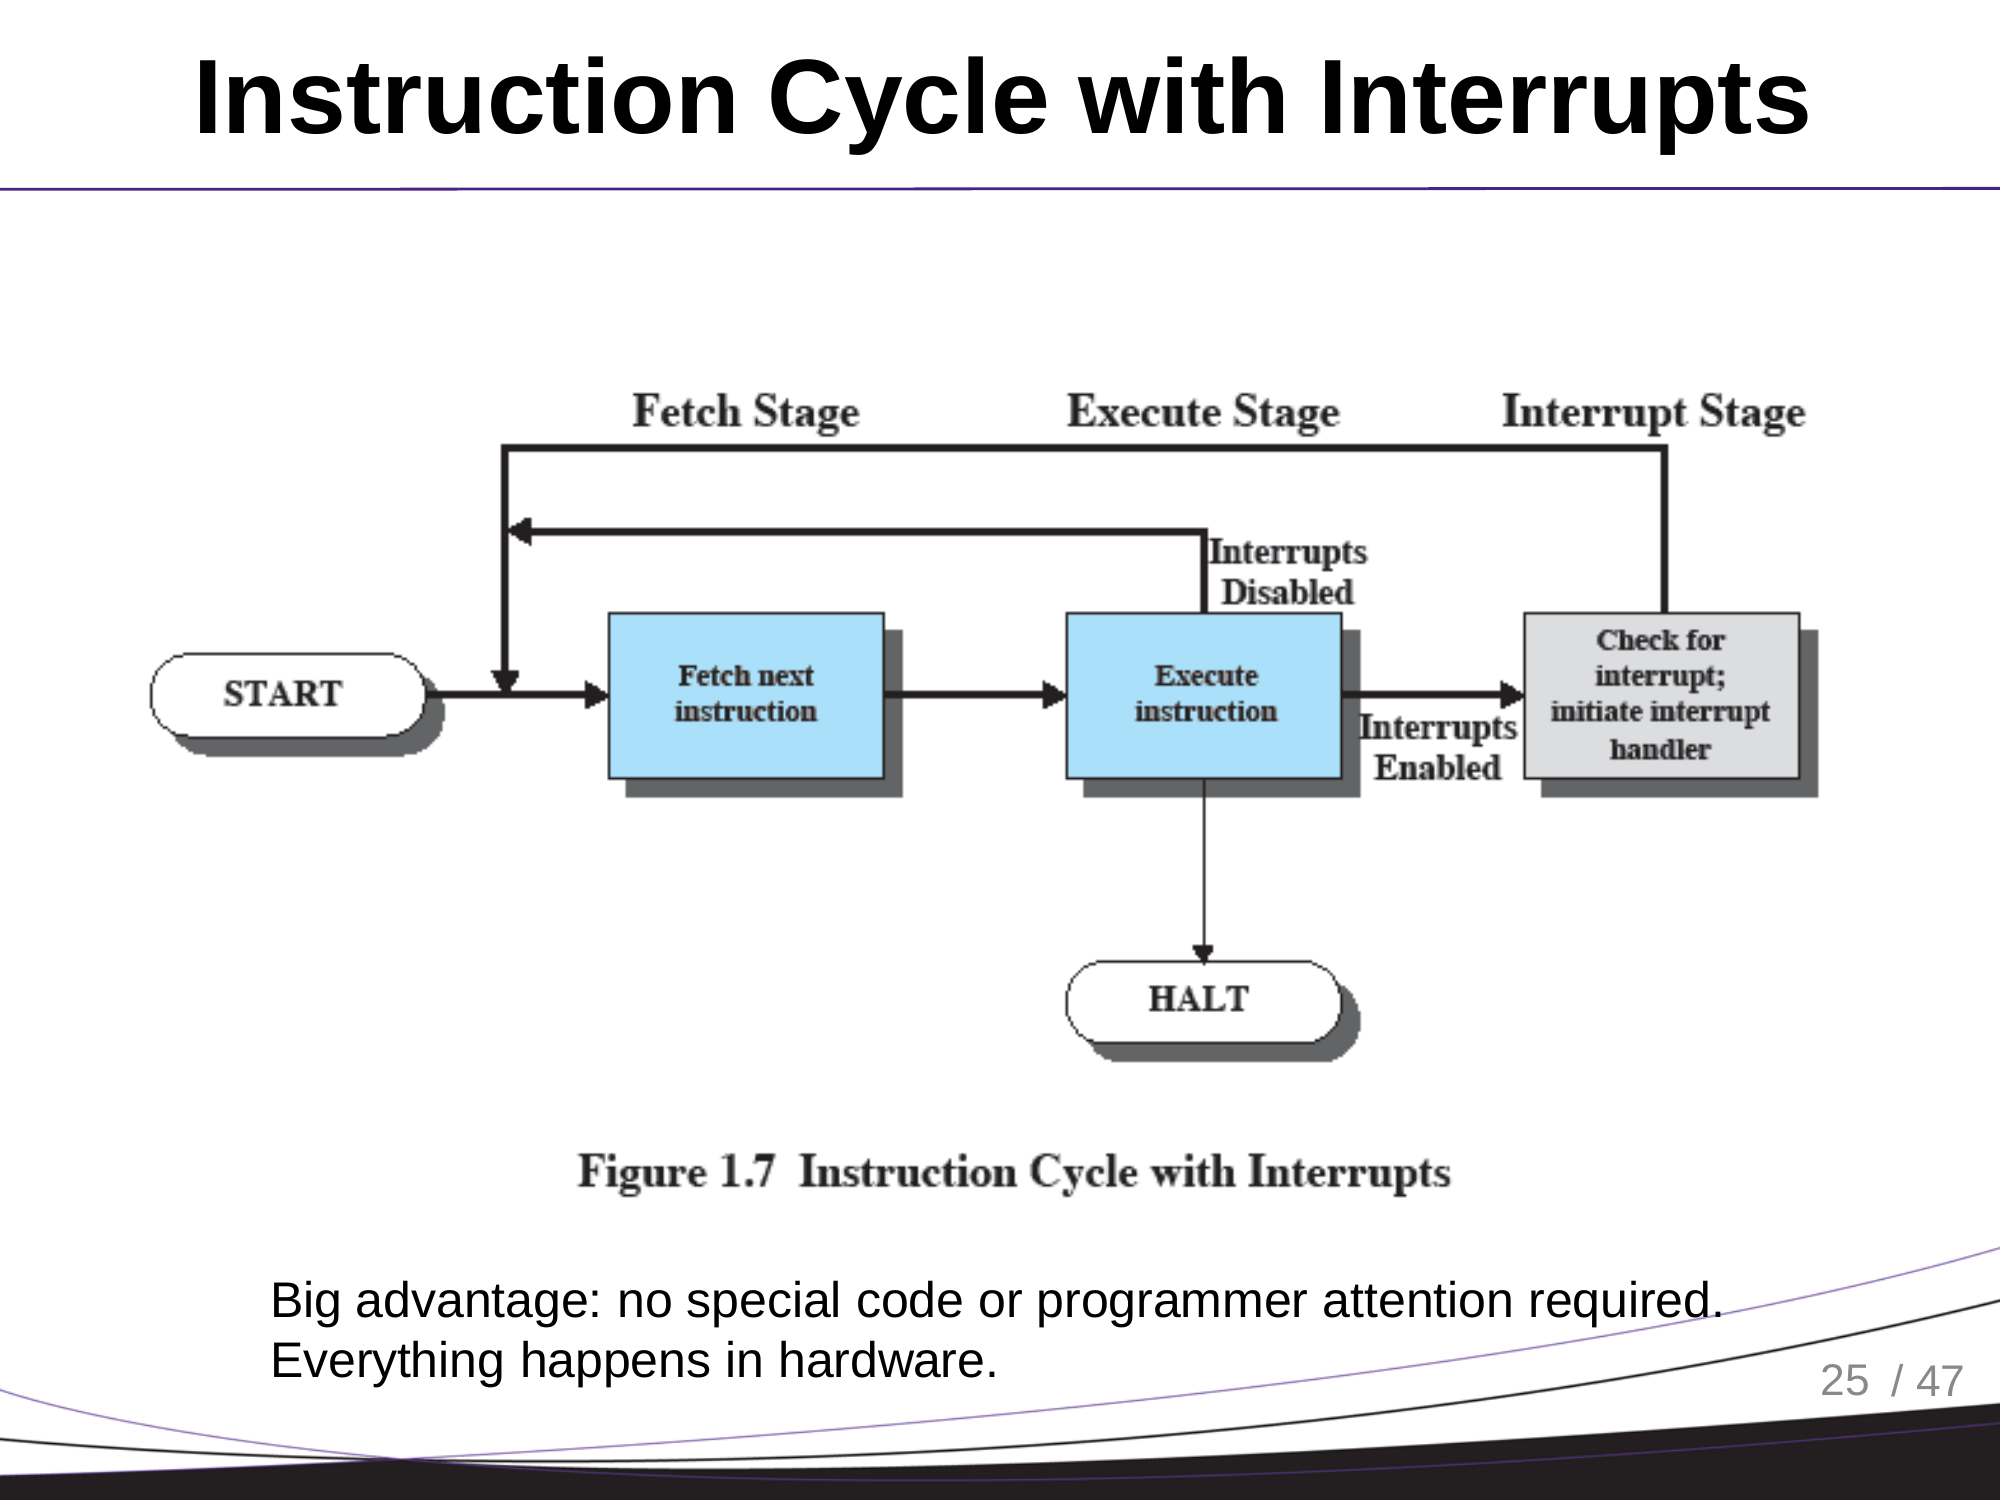 Instruction Cycle with Interrupts
Fetch Stage
Execute Stage
Interrupt Stage
Interrupts
Disabled
START
Fetch next
instruction
Execute
instruction
Interrupts
Enabled
Check for
interrupt;
initiate interrupt
handler
HALT
Figure 1.7 Instruction Cycle with Interrupts
Big advantage: no special code or programmer attention required.
Everything happens in hardware.
25 / 47